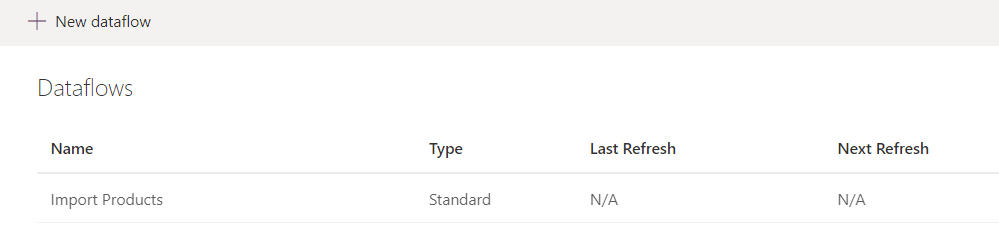 New dataflow
Dataflows
Name Type Last Refresh Next Refresh
Import Products Standard N/A N/A